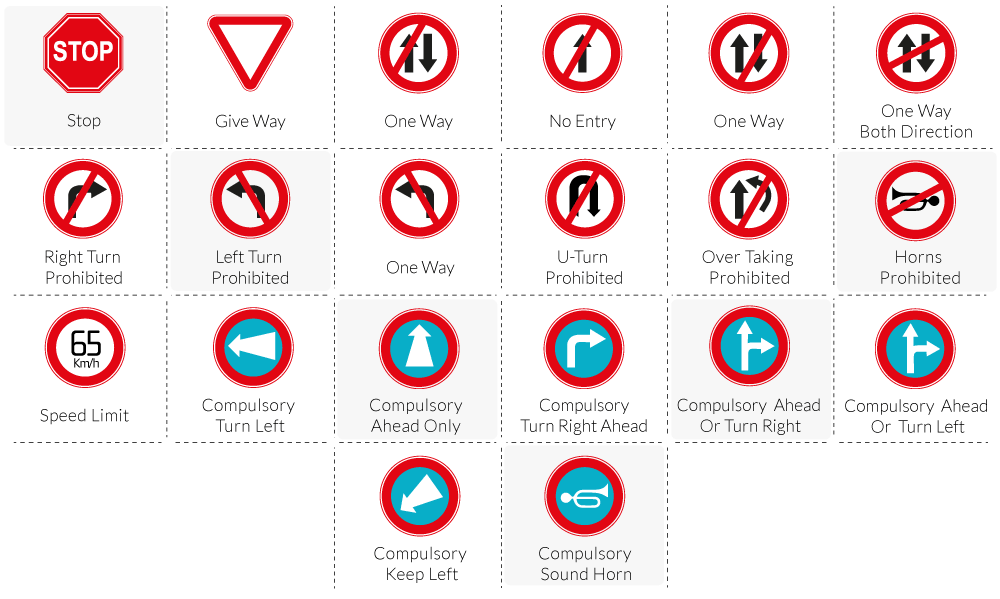 STOP
Stop
Give Way
One Way
No Entry
One Way
One Way
Both Direction
Right Turn
Prohibited
Left Turn
Prohibited
One Way
U-Turn
Prohibited
Over Taking
Prohibited
Horns
Prohibited
65
Km/h
Speed Limit
Compulsory
Turn Left
Compulsory
Ahead Only
Compulsory
Turn Right Ahead
Compulsory Ahead
Or Turn Right
Compulsory Ahead
Or Turn Left
Compulsory
Keep Left
Compulsory
Sound Horn